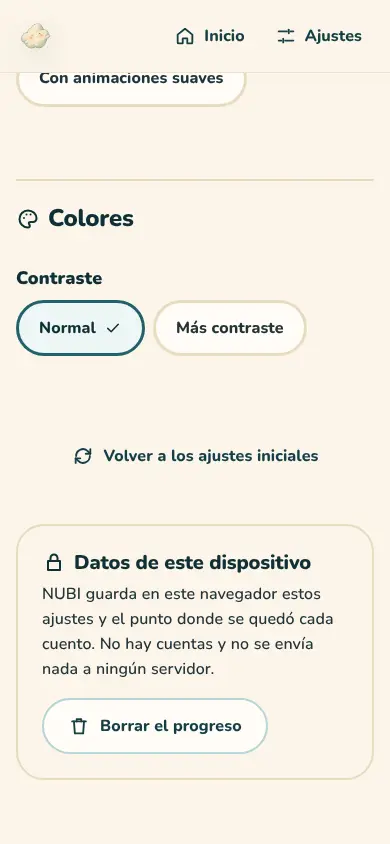 Inicio
Ajustes
Con animaciones suaves
Colores
Contraste
Normal
Más contraste
Volver a los ajustes iniciales
Datos de este dispositivo
NUBI guarda en este navegador estos
ajustes y el punto donde se quedó cada
cuento. No hay cuentas y no se envía
nada a ningún servidor.
Borrar el progreso